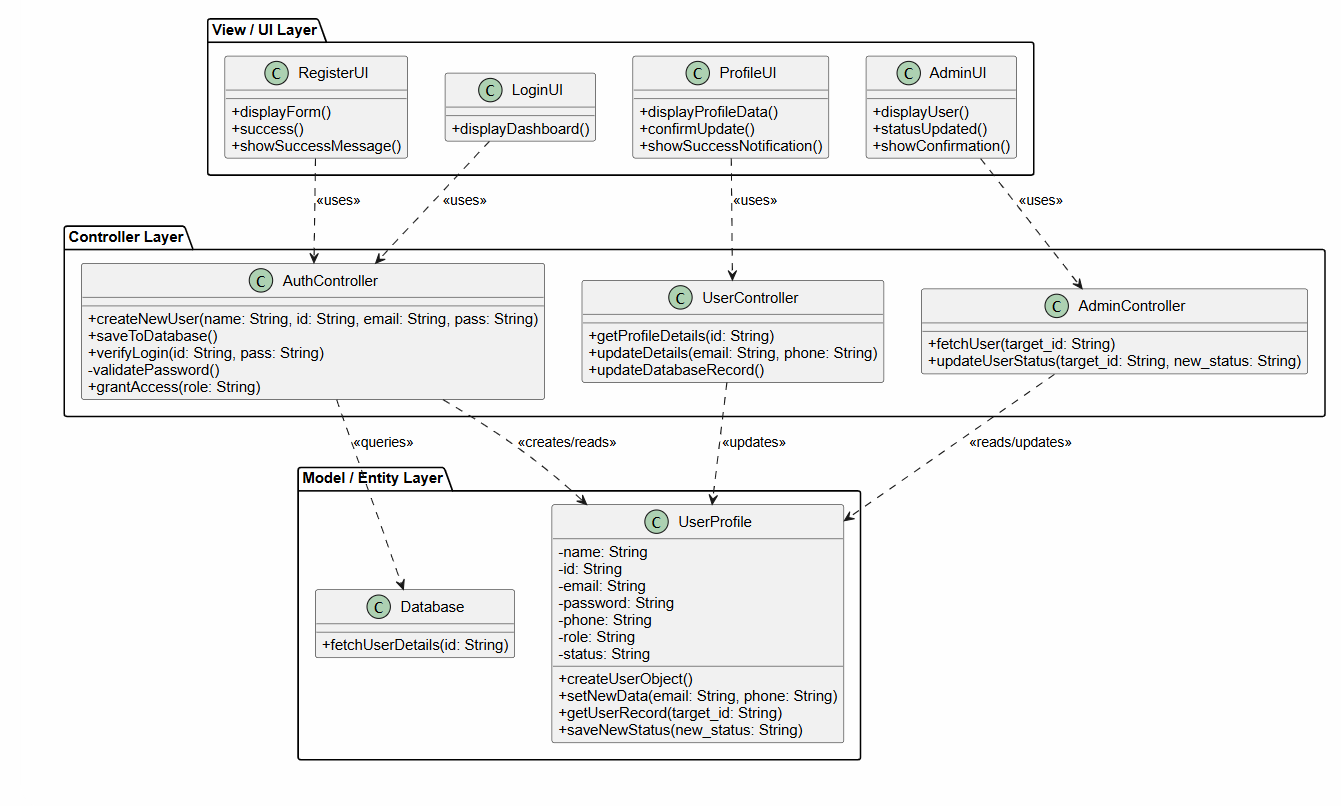 View / UI Layer
C RegisterUI
+displayForm()
+success()
+showSuccessMessage()
C LoginUI
+displayDashboard()
C ProfileUI
+displayProfileData()
+confirmUpdate()
+showSuccessNotification()
C AdminUI
+displayUser()
+statusUpdated()
+showConfirmation()
«uses»
«uses»
«uses»
«uses»
Controller Layer
C AuthController
+createNewUser(name: String, id: String, email: String, pass: String)
+saveToDatabase()
+verifyLogin(id: String, pass: String)
-validatePassword()
+grantAccess(role: String)
C UserController
+getProfileDetails(id: String)
+updateDetails(email: String, phone: String)
+updateDatabaseRecord()
C AdminController
+fetchUser(target_id: String)
+updateUserStatus(target_id: String, new_status: String)
«queries»
«creates/reads»
«updates»
«reads/updates»
Model / Entity Layer
C Database
+fetchUserDetails(id: String)
C UserProfile
-name: String
-id: String
-email: String
-password: String
-phone: String
-role: String
-status: String
+createUserObject()
+setNewData(email: String, phone: String)
+getUserRecord(target_id: String)
+saveNewStatus(new_status: String)